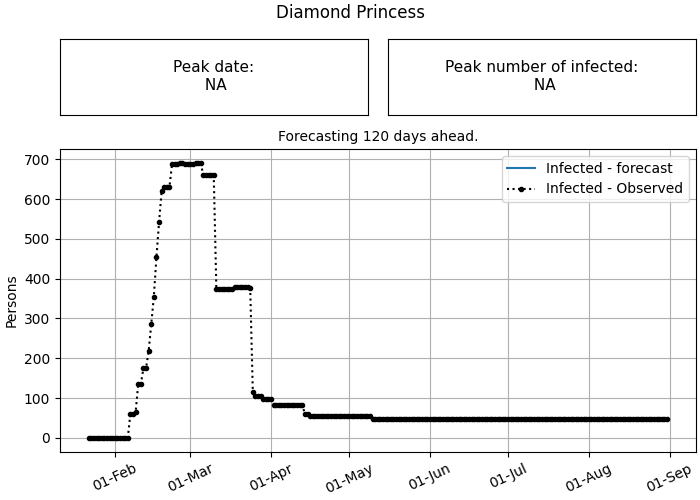 Diamond Princess
Peak date:
NA
Peak number of infected:
NA
Forecasting 120 days ahead.
Infected - forecast
Infected - Observed
Persons
700
600
500
400
300
200
100
0
01-Feb
01-Mar
01-Apr
01-May
01-Jun
01-Jul
01-Aug
01-Sep